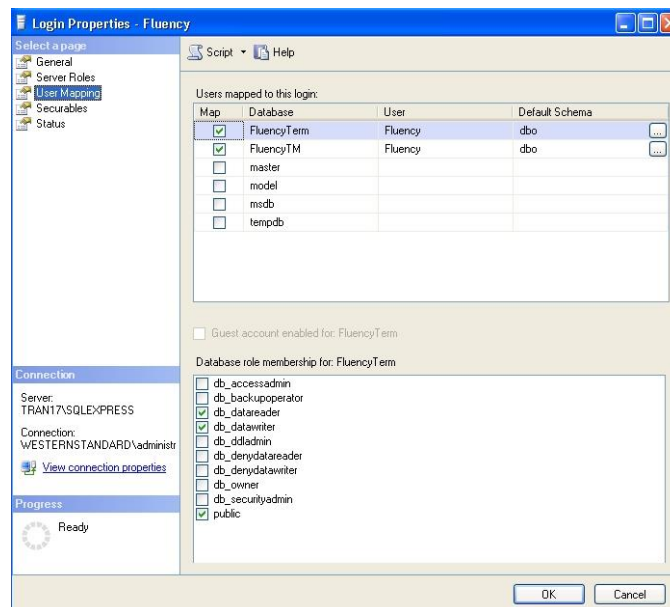 Login Properties - Fluency
Select a page
General
Server Roles
User Mapping
Securables
Status
Script Help
Users mapped to this login:
Map Database User Default Schema
FluencyTerm Fluency dbo ...
FluencyTM Fluency dbo ...
master
model
msdb
tempdb
Guest account enabled for: FluencyTerm
Database role membership for: FluencyTerm
db_accessadmin
db_backupoperator
db_datareader
db_datawriter
db_ddladmin
db_denydatareader
db_denydatawriter
db_owner
db_securityadmin
public
Connection
Server:
TRAN17\SQLEXPRESS
Connection:
WESTERNSTANDARD\administr
View connection properties
Progress
Ready
OK Cancel